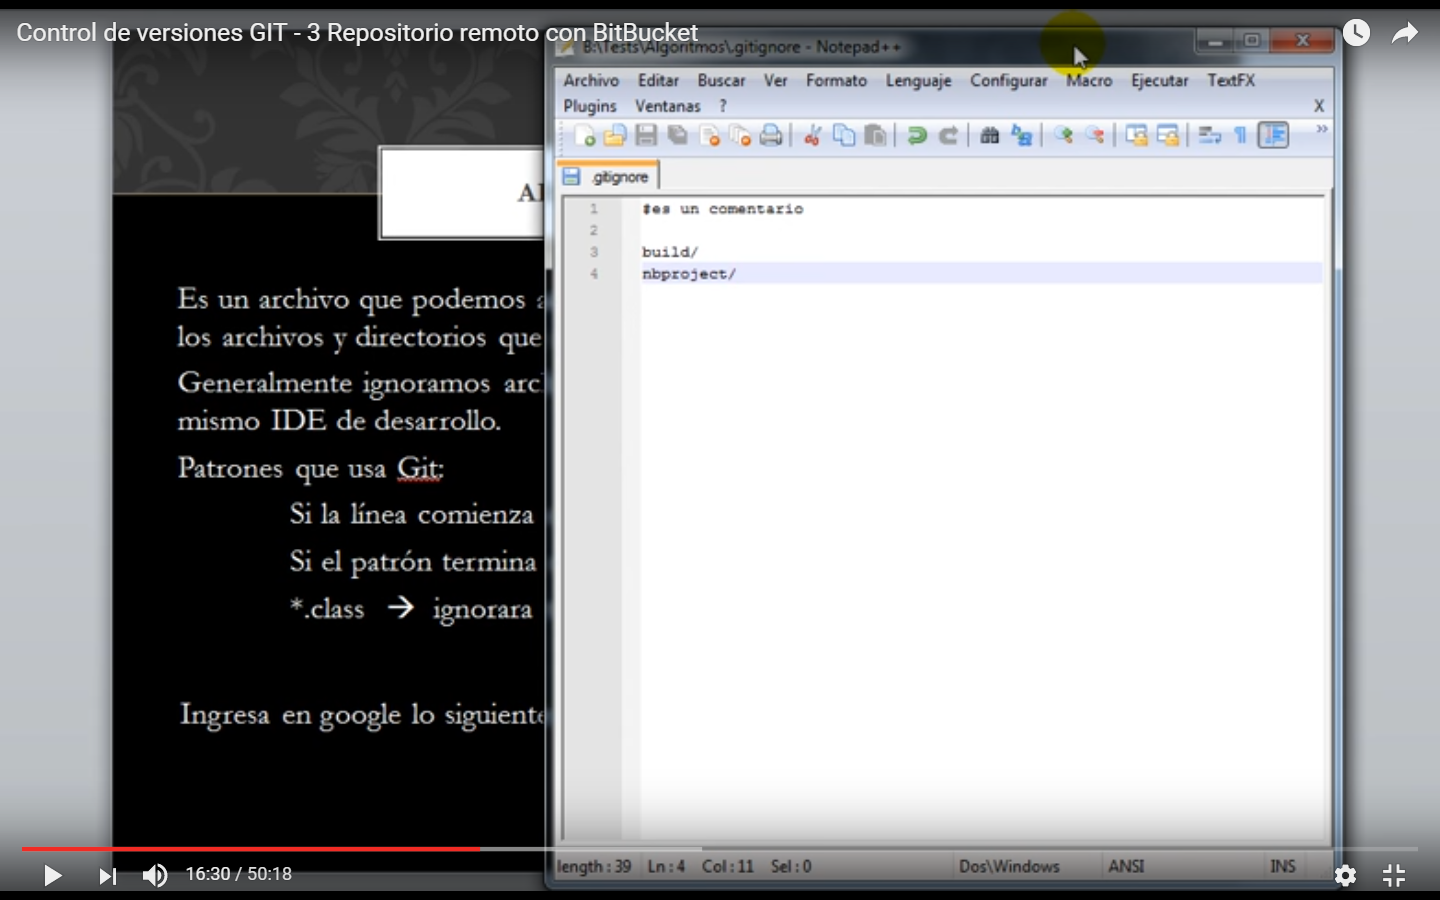 Control de versiones GIT - 3 Repositorio remoto con BitBucket
B:\Tests\Algoritmos\.gitignore - Notepad++
Archivo Editar Buscar Ver Formato Lenguaje Configurar Macro Ejecutar TextFX
Plugins Ventanas ? X
.gitignore
1 #es un comentario
2
3 build/
4 nbproject/
Es un archivo que podemos
los archivos y directorios que
Generalmente ignoramos
mismo IDE de desarrollo.
Patrones que usa Git:
Si la línea comienza
Si el patrón termina
*.class → ignorara
Ingresa en google lo siguiente
length : 39 Ln : 4 Col : 11 Sel : 0 Dos\Windows ANSI INS
16:30 / 50:18